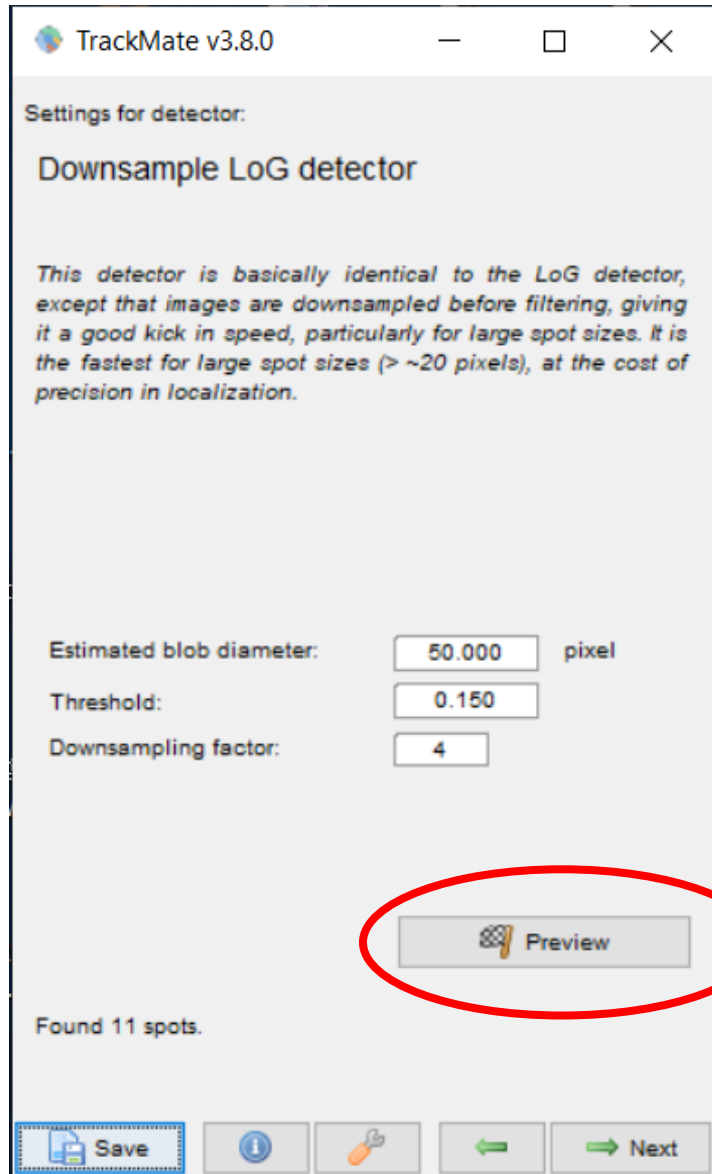 TrackMate v3.8.0
Settings for detector:
Downsample LoG detector
This detector is basically identical to the LoG detector,
except that images are downsampled before filtering, giving
it a good kick in speed, particularly for large spot sizes. It is
the fastest for large spot sizes (> ~20 pixels), at the cost of
precision in localization.
Estimated blob diameter: 50.000 pixel
Threshold: 0.150
Downsampling factor: 4
Preview
Found 11 spots.
Save Next